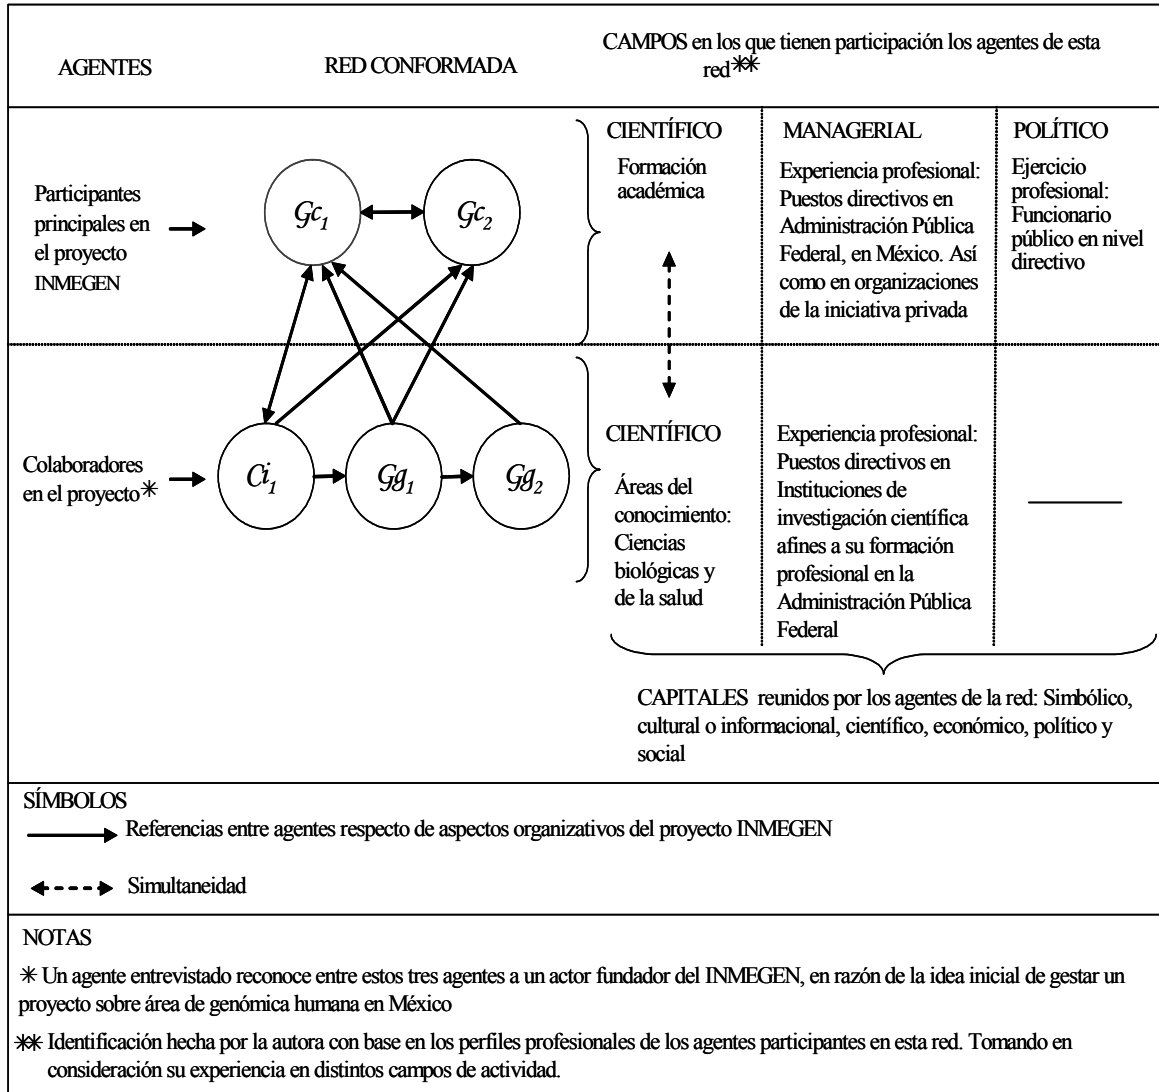 AGENTES
RED CONFORMADA
CAMPOS en los que tienen participación los agentes de esta
red**
Participantes
principales en
el proyecto
INMEGEN
Gc1
Gc2
CIENTÍFICO
Formación
académica
MANAGERIAL
Experiencia profesional:
Puestos directivos en
Administración Pública
Federal, en México. Así
como en organizaciones
de la iniciativa privada
POLÍTICO
Ejercicio
profesional:
Funcionario
público en nivel
directivo
Colaboradores
en el proyecto*
Ci1
Gg1
Gg2
CIENTÍFICO
Áreas del
conocimiento:
Ciencias
biológicas y
de la salud
Experiencia profesional:
Puestos directivos en
Instituciones de
investigación científica
afines a su formación
profesional en la
Administración Pública
Federal
CAPITALES reunidos por los agentes de la red: Simbólico,
cultural o informacional, científico, económico, político y
social
SÍMBOLOS
Referencias entre agentes respecto de aspectos organizativos del proyecto INMEGEN
Simultaneidad
NOTAS
* Un agente entrevistado reconoce entre estos tres agentes a un actor fundador del INMEGEN, en razón de la idea inicial de gestar un
proyecto sobre área de genómica humana en México
** Identificación hecha por la autora con base en los perfiles profesionales de los agentes participantes en esta red. Tomando en
consideración su experiencia en distintos campos de actividad.